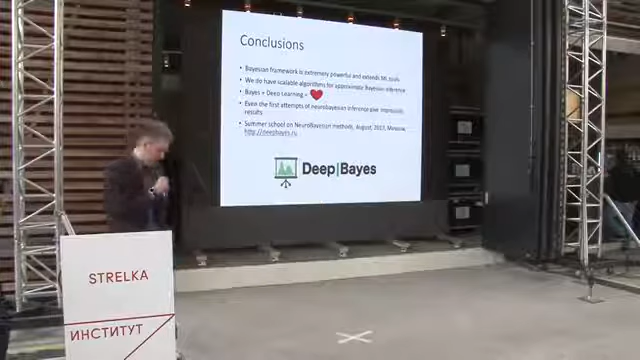 Conclusions
• Bayesian framework is extremely powerful and extends ML tools
• We do have scalable algorithms for approximate Bayesian inference
• Bayes + Deep Learning =
• Even the first attempts of neurobayesian inference give impressive
results
• Summer school on NeuroBayesian methods, August, 2017, Moscow,
http://deepbayes.ru
Deep|Bayes
STRELKA
ИНСТИТУТ